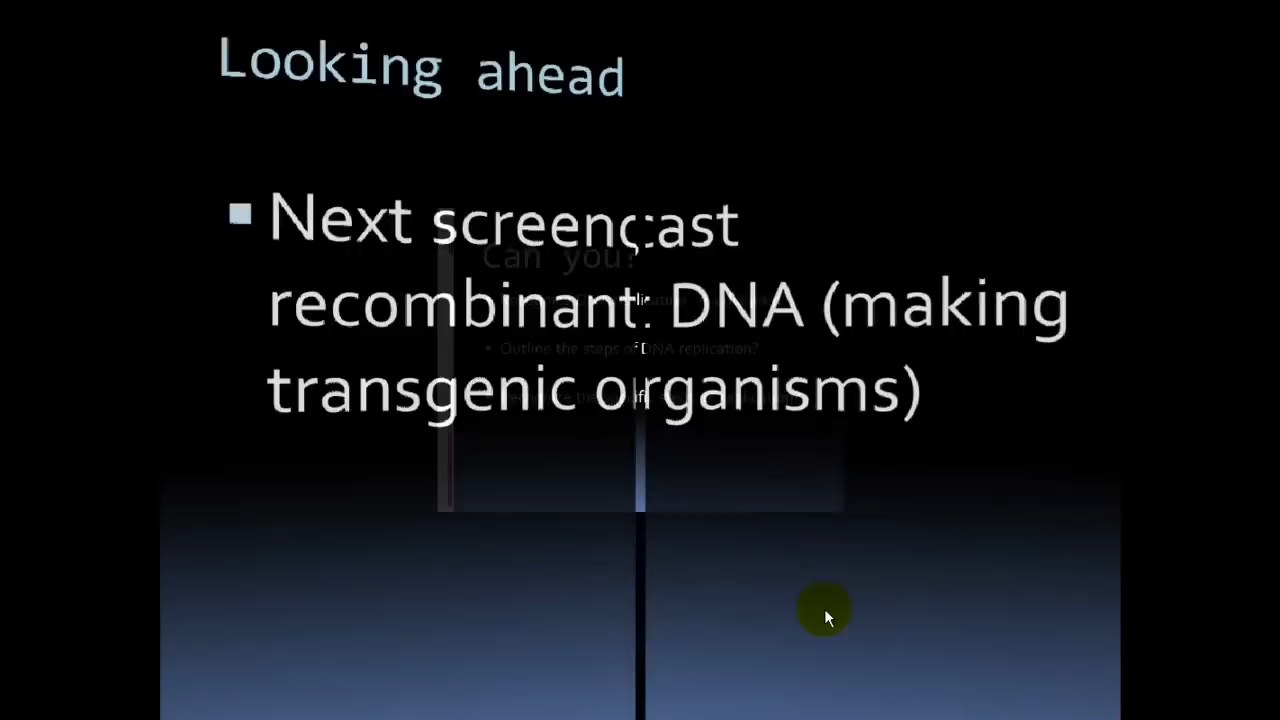 Looking ahead
Next screencast
Can you?
recombinant: DNA (making
Outline the steps of DNA replication?
transgenic organisms)